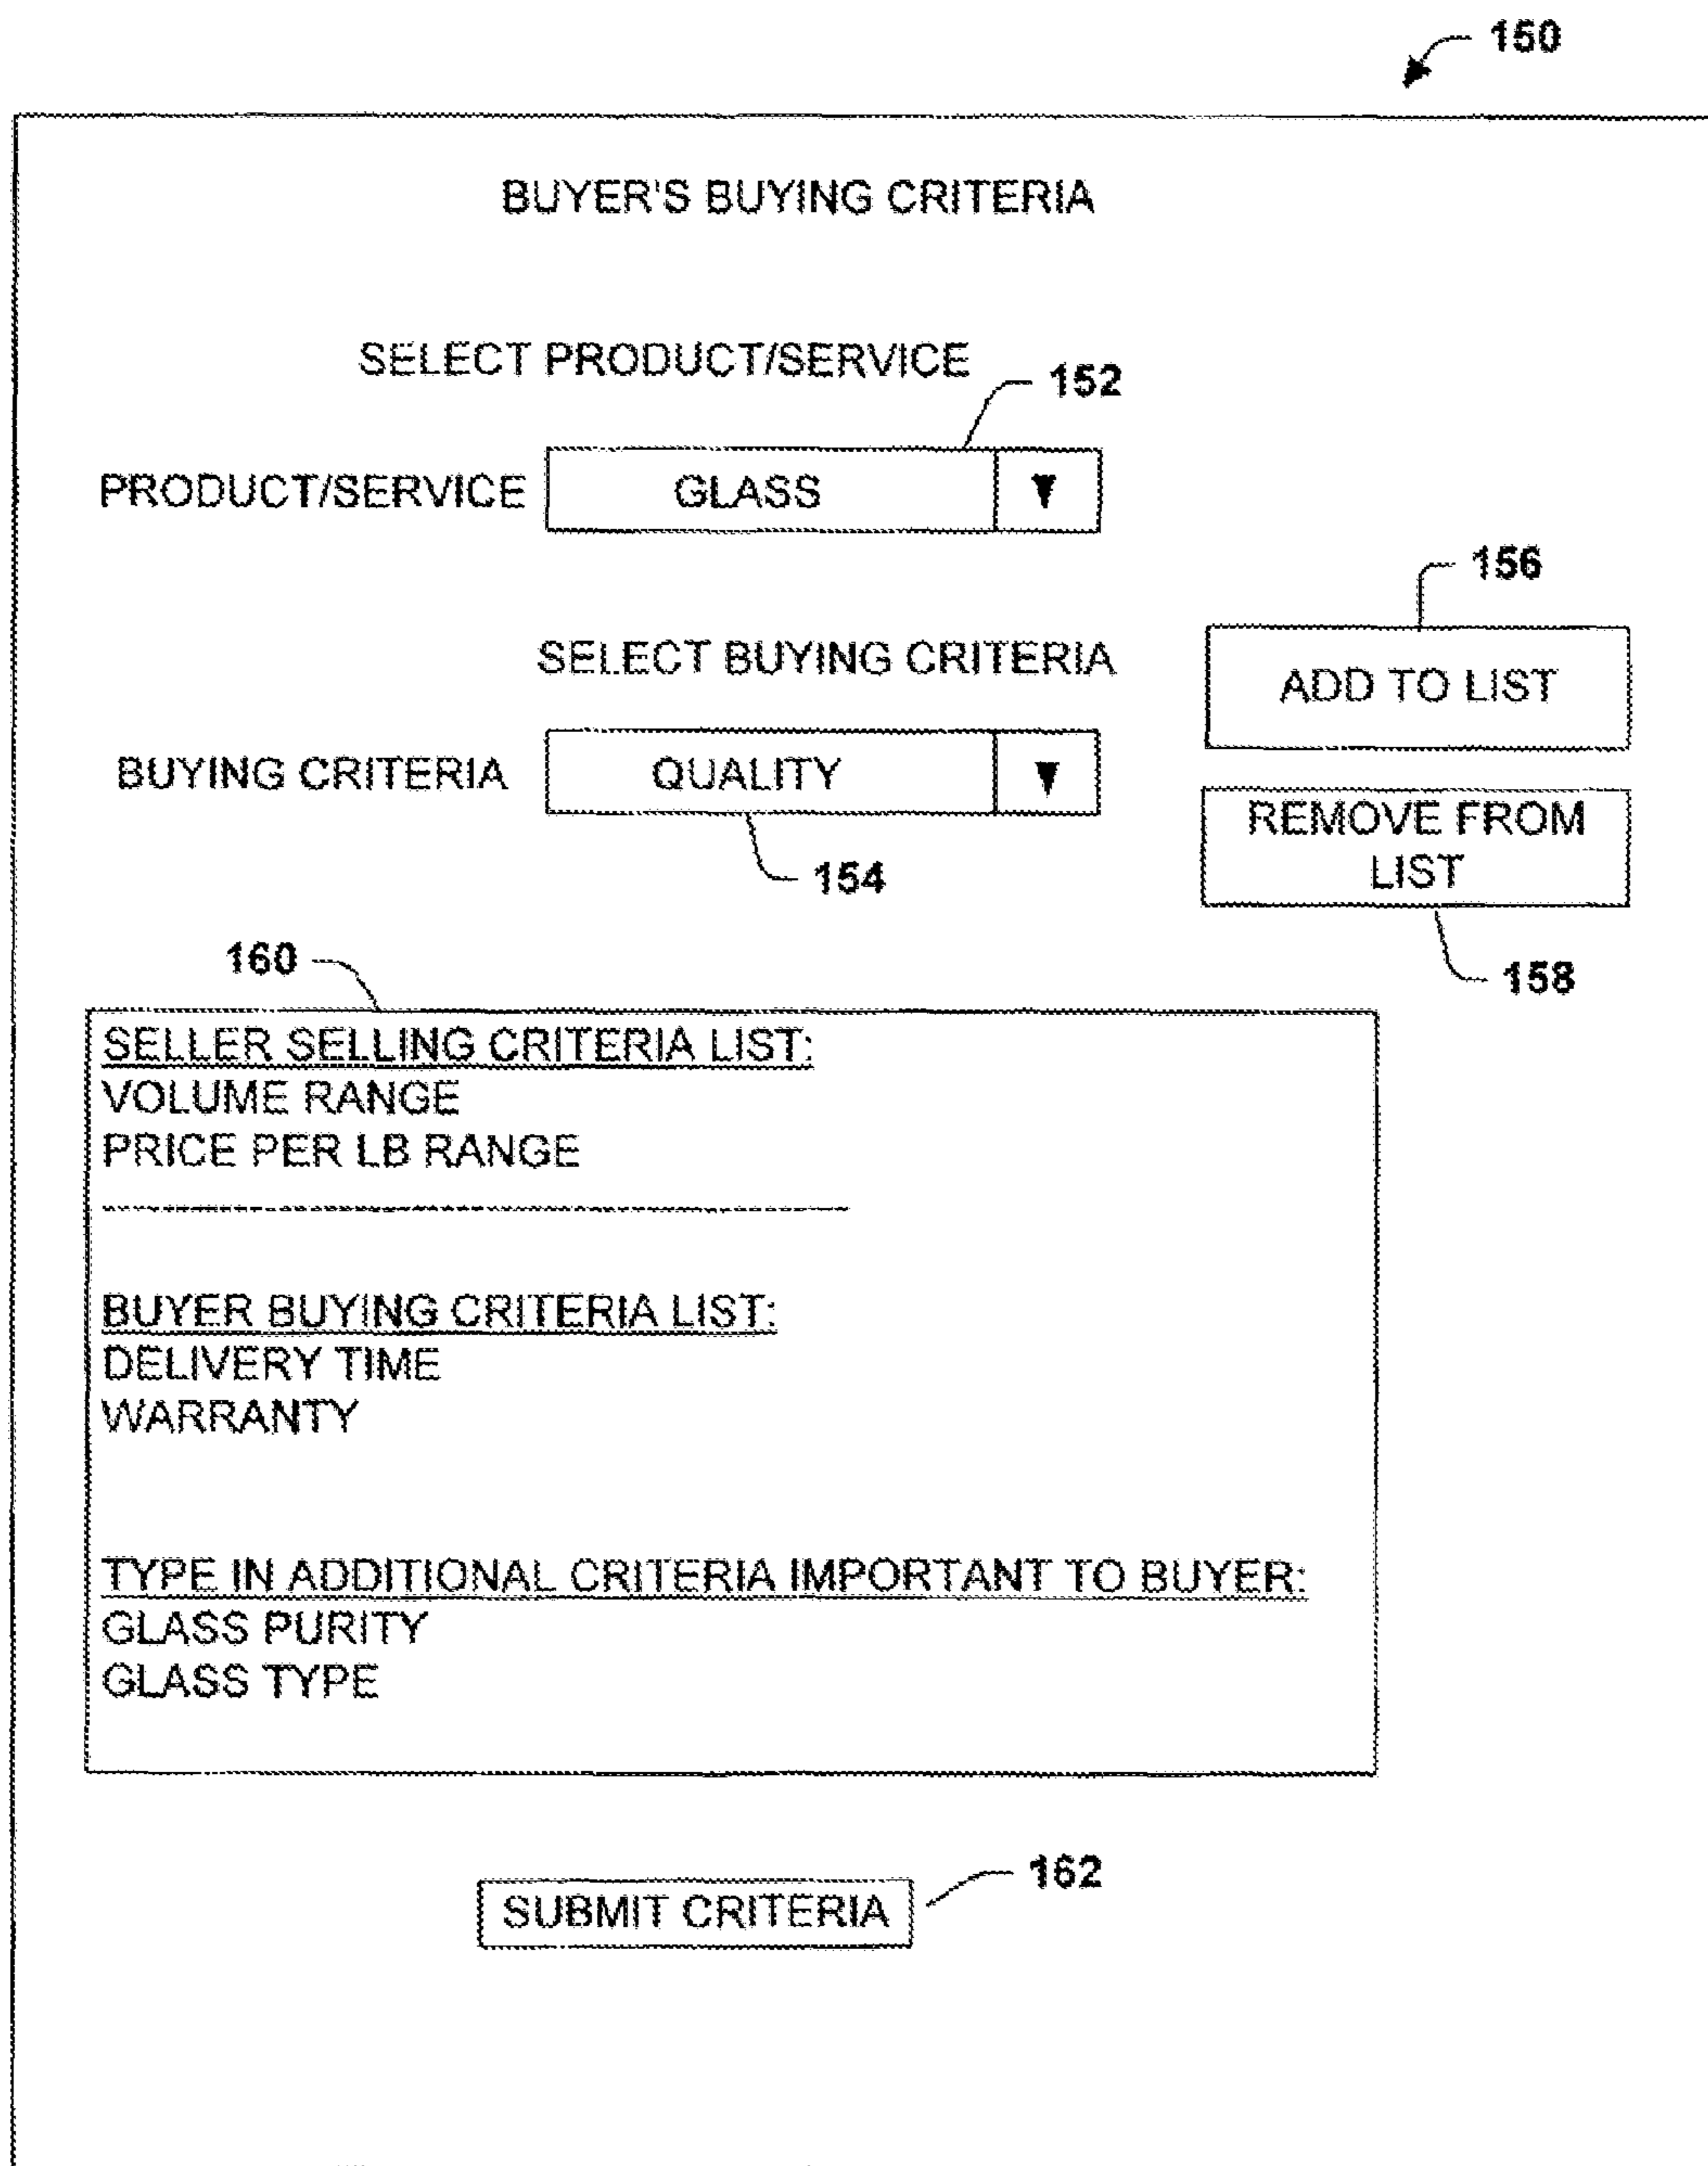 150
BUYER'S BUYING CRITERIA
SELECT PRODUCT/SERVICE
152
PRODUCT/SERVICE GLASS
156
SELECT BUYING CRITERIA
ADD TO LIST
BUYING CRITERIA QUALITY
REMOVE FROM
LIST
154
158
160
SELLER SELLING CRITERIA LIST:
VOLUME RANGE
PRICE PER LB RANGE
BUYER BUYING CRITERIA LIST:
DELIVERY TIME
WARRANTY
TYPE IN ADDITIONAL CRITERIA IMPORTANT TO BUYER:
GLASS PURITY
GLASS TYPE
162
SUBMIT CRITERIA